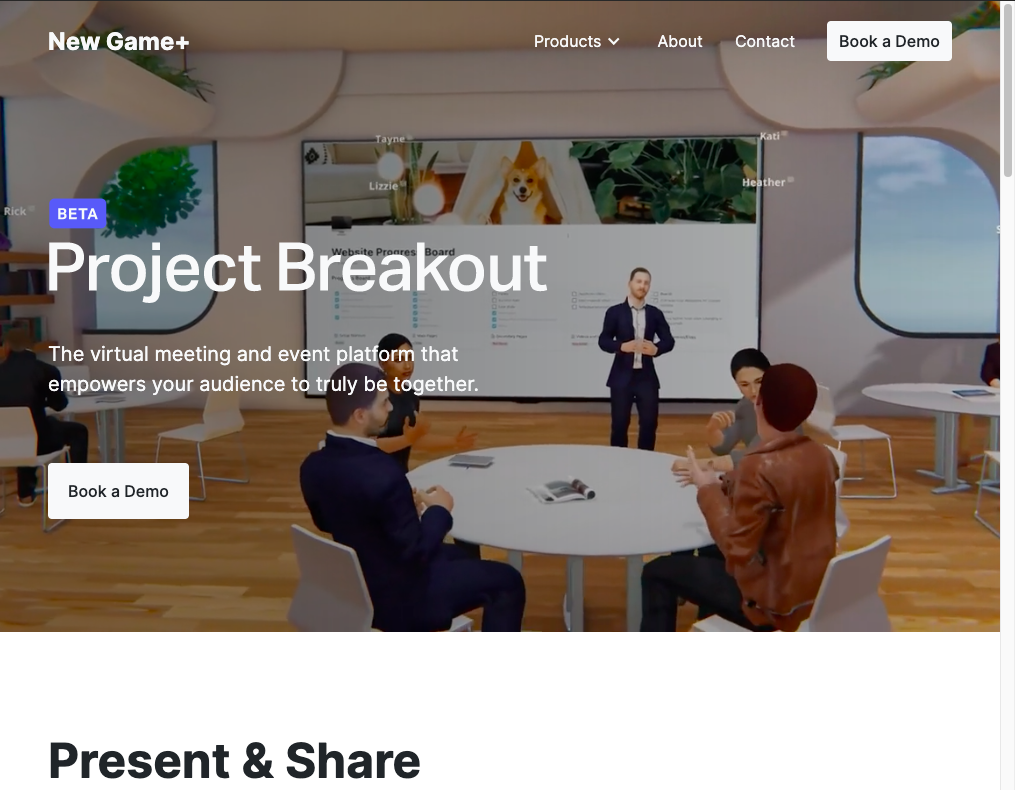 New Game+
Products
About
Contact
Book a Demo
Tayne
Kati
Lizzie
Heather
Rick
BETA
Project Breakout
Website Progress Board
The virtual meeting and event platform that
empowers your audience to truly be together.
Book a Demo
Present & Share